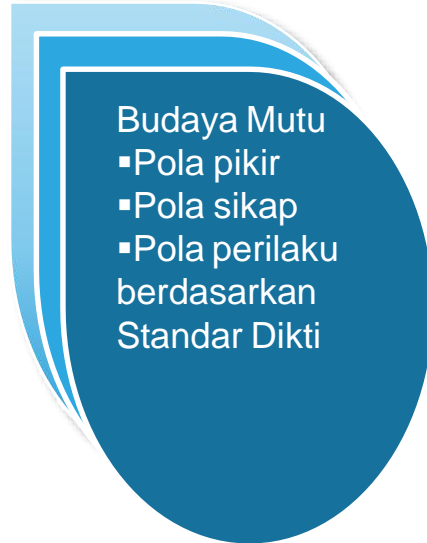 Budaya Mutu
▪Pola pikir
▪Pola sikap
▪Pola perilaku
berdasarkan
Standar Dikti